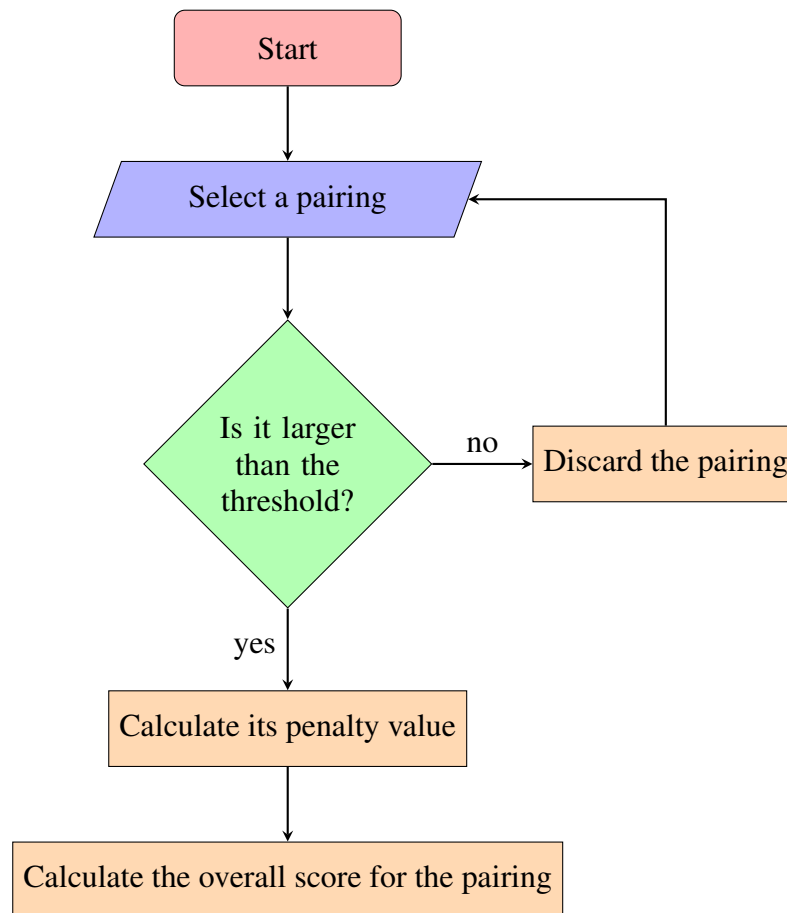 Start
Select a pairing
Is it larger
than the
threshold?
no
Discard the pairing
yes
Calculate its penalty value
Calculate the overall score for the pairing